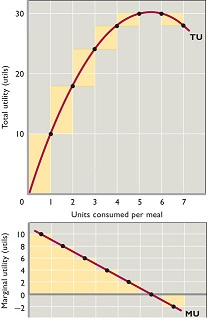 Total utility (utils)
30
20
10
0
TU
1 2 3 4 5 6 7
Units consumed per meal
Marginal utility (utils)
10
8
6
4
2
0
−2
MU